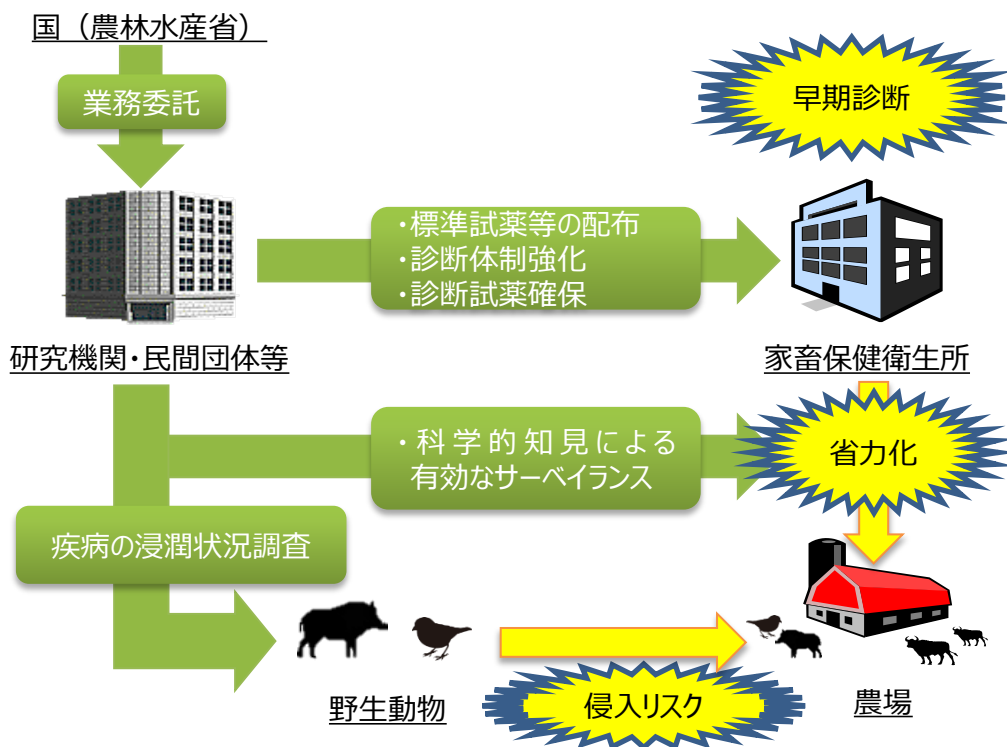 国（農林水産省）
業務委託
早期診断
・標準試薬等の配布
・診断体制強化
・診断試薬確保
研究機関・民間団体等
家畜保健衛生所
・科学的知見による
有効なサーベイランス
省力化
疾病の浸潤状況調査
野生動物
侵入リスク
農場